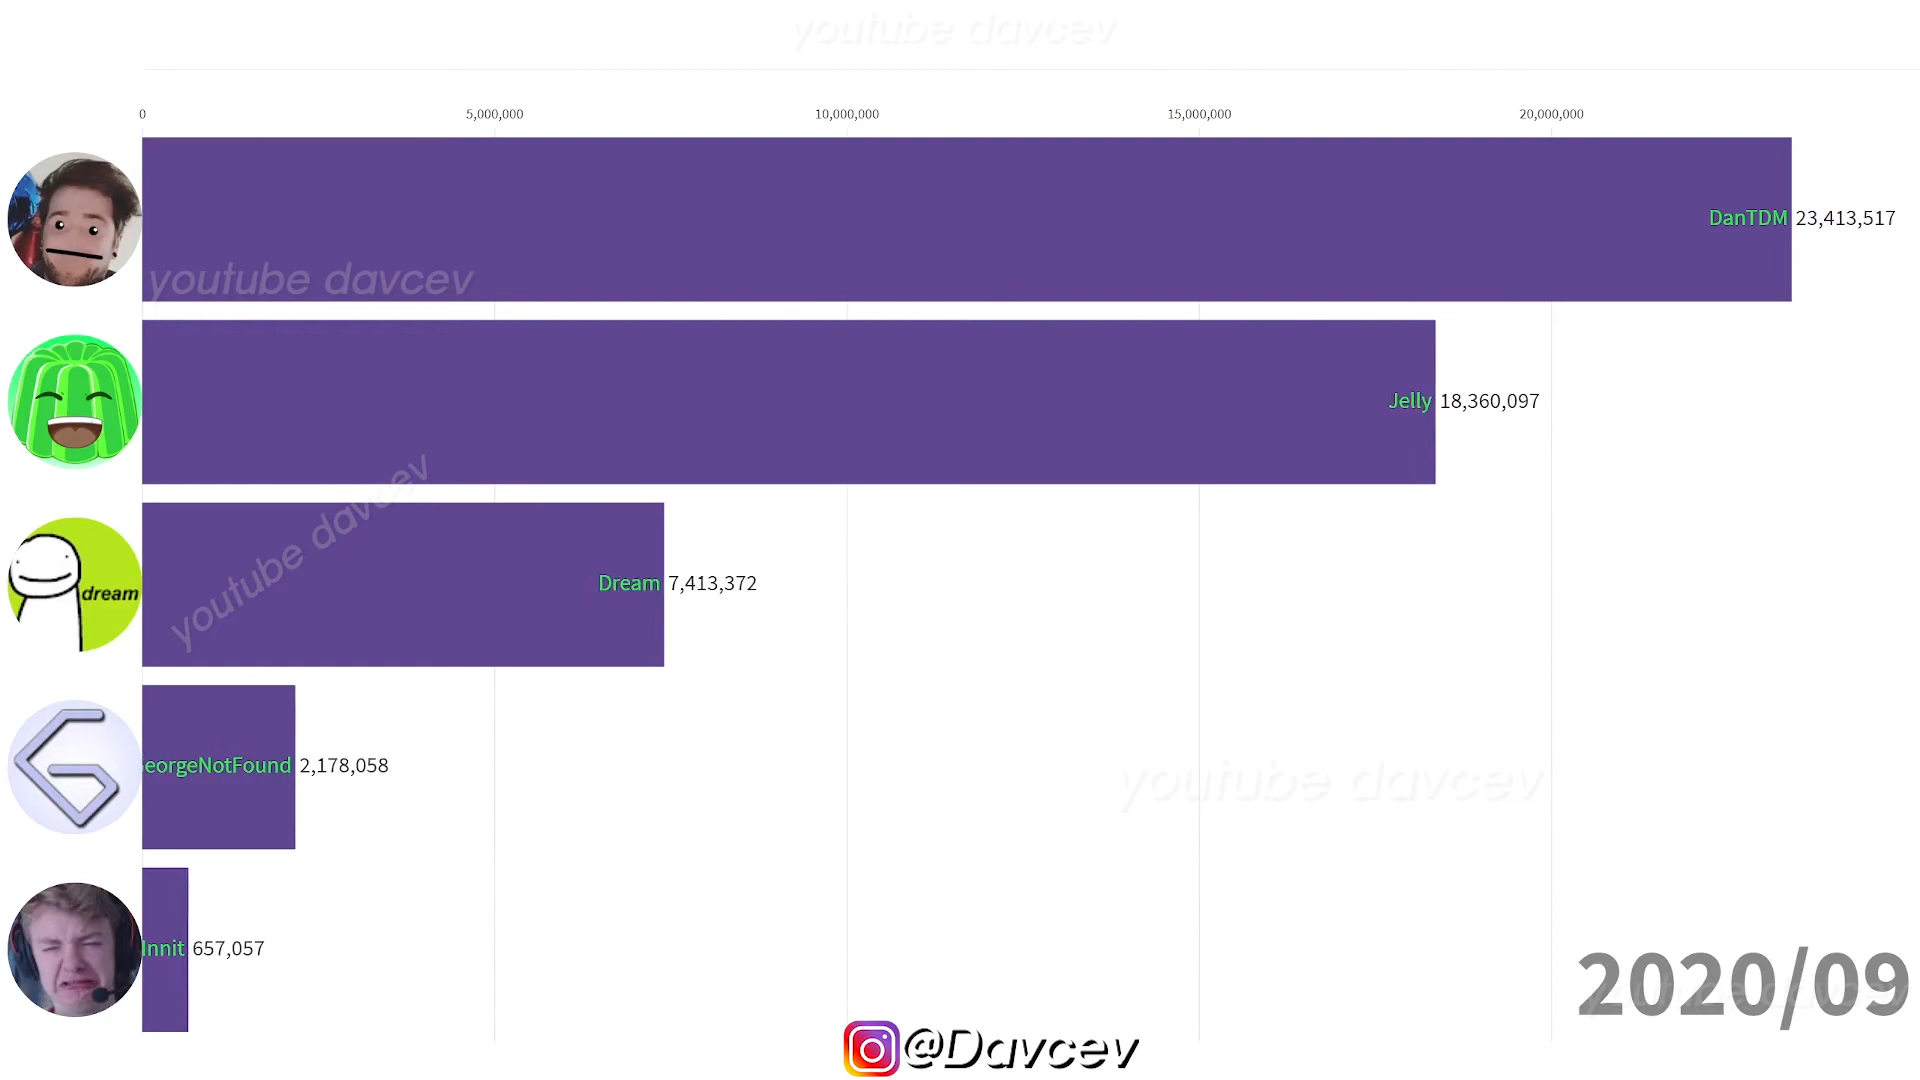 youtube davcev
0 5,000,000 10,000,000 15,000,000 20,000,000
DanTDM 23,413,517
youtube davcev
Jelly 18,360,097
youtube davcev
dream
Dream 7,413,372
eorgeNotFound 2,178,058
youtube davcev
Innit 657,057
2020/09
@Davcev